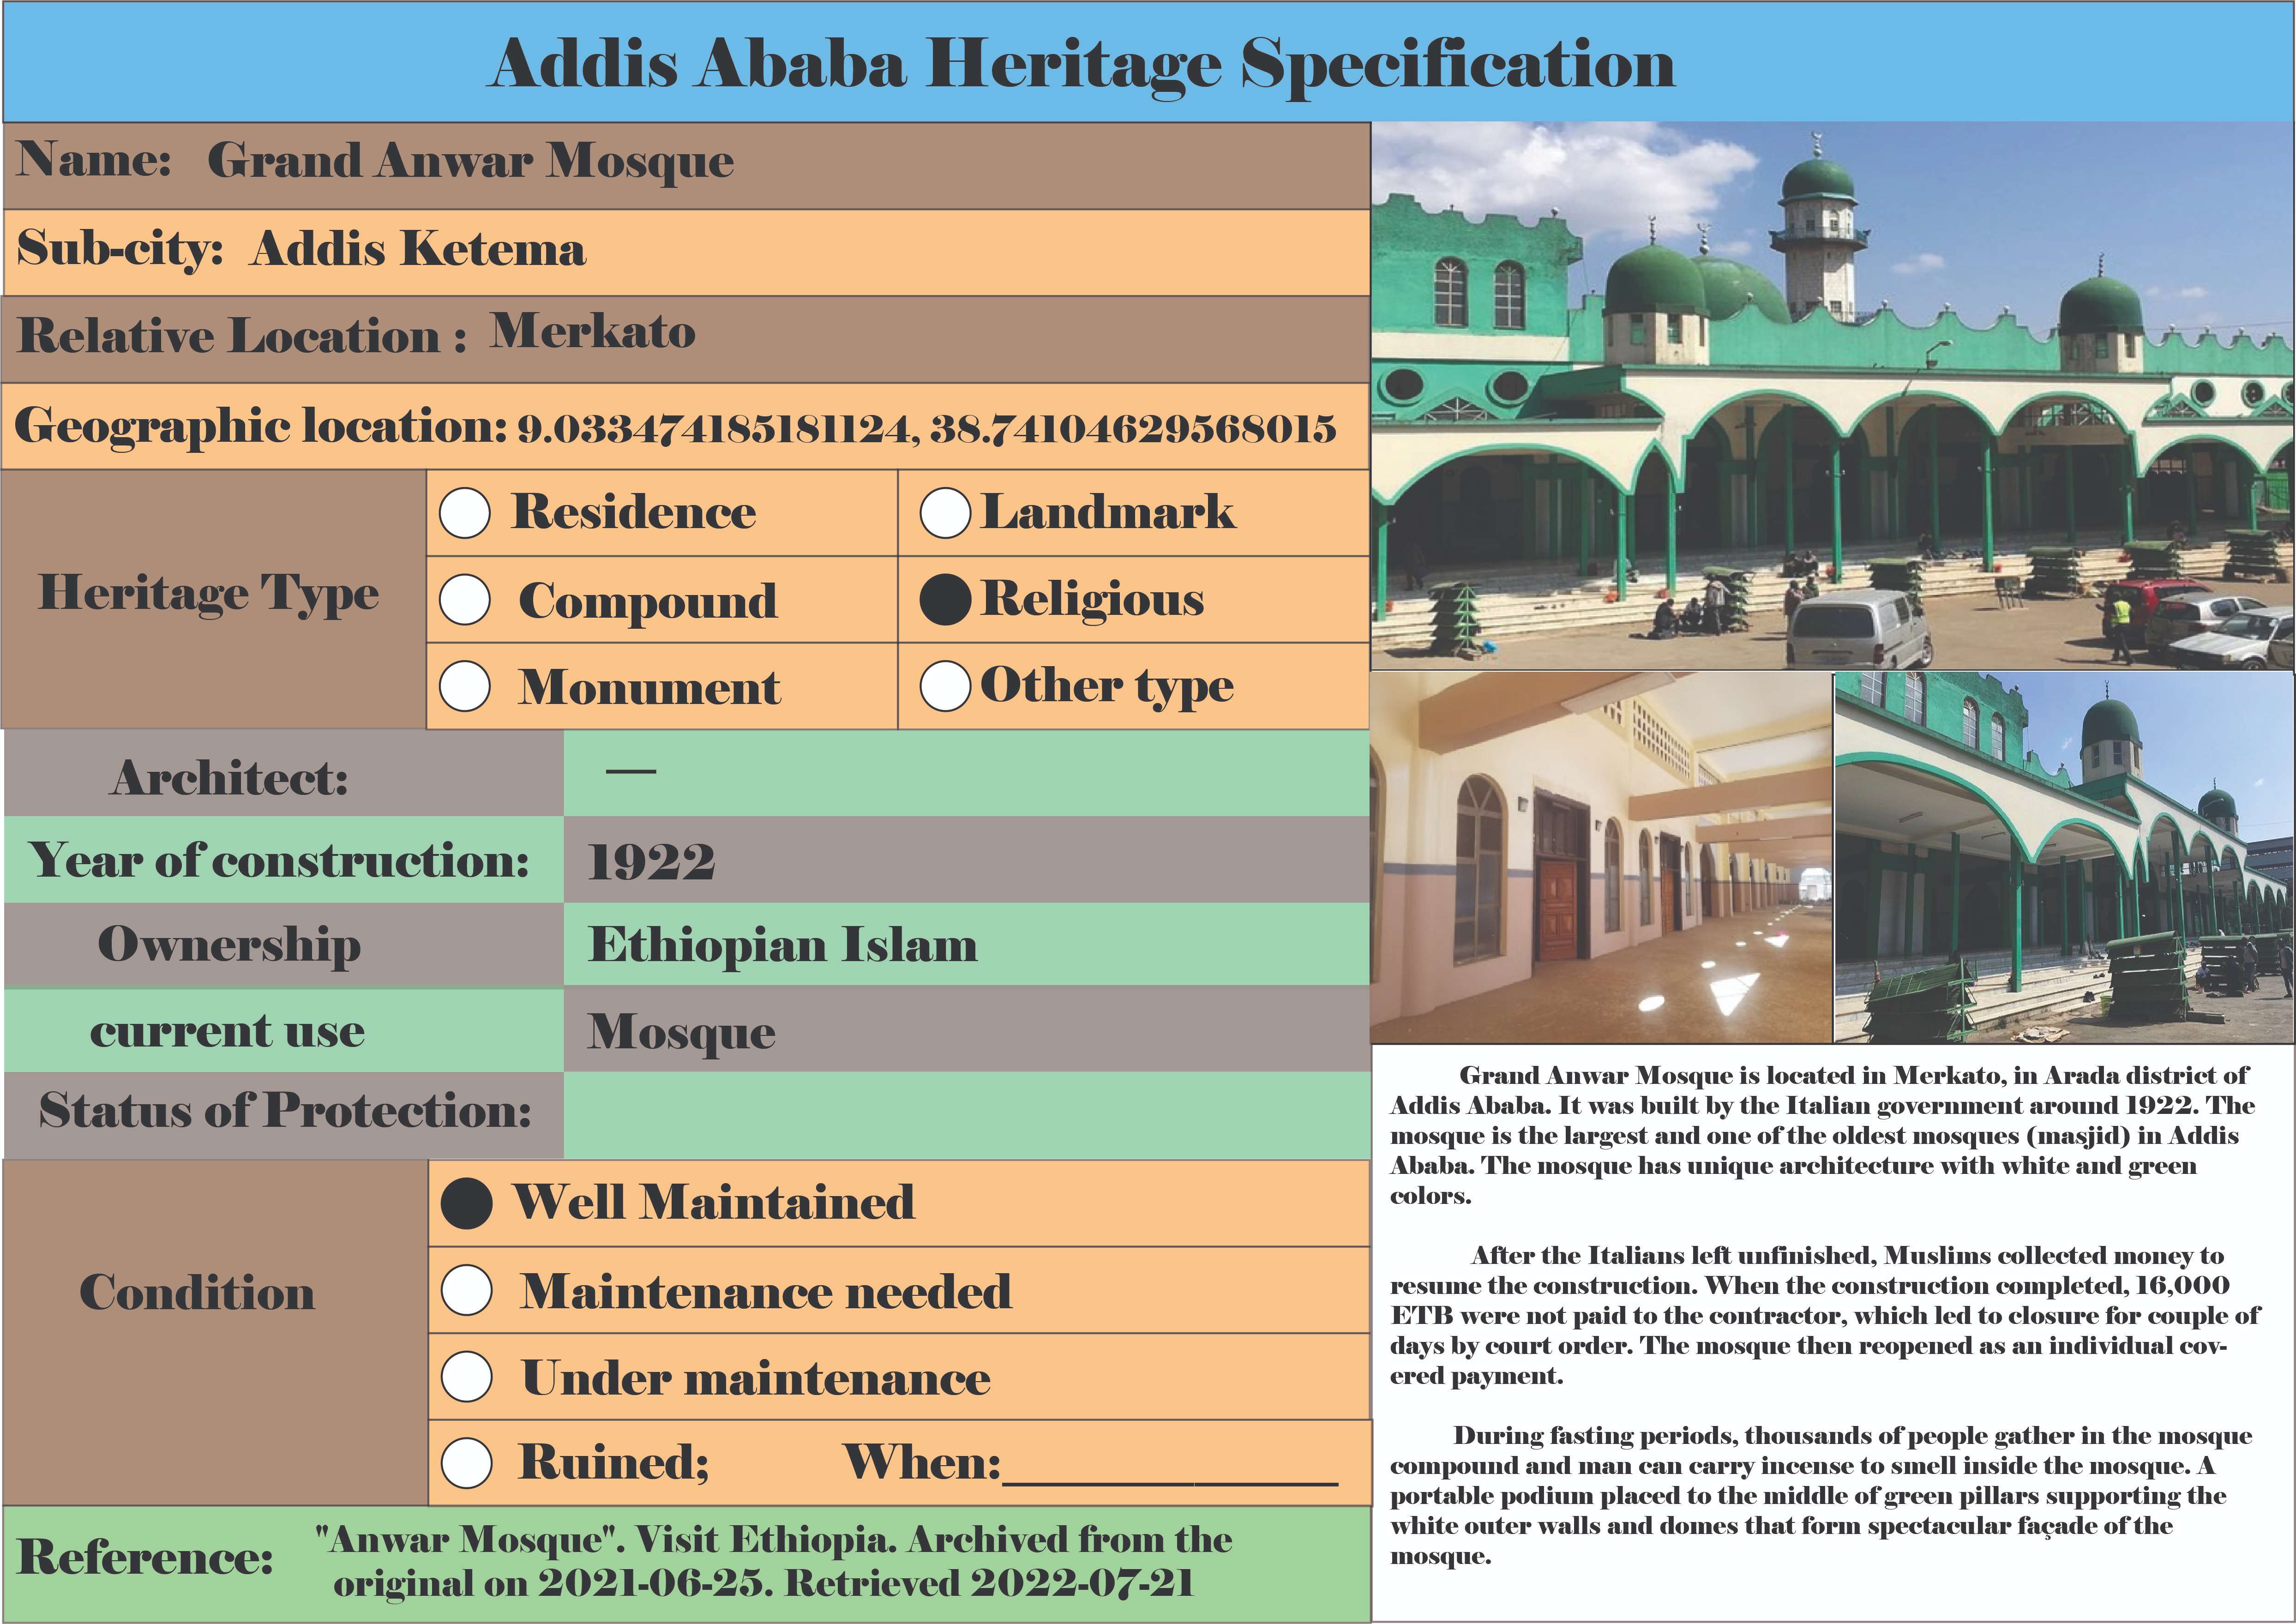 Addis Ababa Heritage Specification
Name: Grand Anwar Mosque
Sub-city: Addis Ketema
Relative Location : Merkato
Geographic location: 9.033474185181124, 38.74104629568015
Heritage Type
Residence
Landmark
Compound
Religious
Monument
Other type
Architect: —
Year of construction: 1922
Ownership Ethiopian Islam
current use Mosque
Status of Protection:
Condition
Well Maintained
Maintenance needed
Under maintenance
Ruined; When:____________
Reference: "Anwar Mosque". Visit Ethiopia. Archived from the
original on 2021-06-25. Retrieved 2022-07-21
Grand Anwar Mosque is located in Merkato, in Arada district of
Addis Ababa. It was built by the Italian government around 1922. The
mosque is the largest and one of the oldest mosques (masjid) in Addis
Ababa. The mosque has unique architecture with white and green
colors.
After the Italians left unfinished, Muslims collected money to
resume the construction. When the construction completed, 16,000
ETB were not paid to the contractor, which led to closure for couple of
days by court order. The mosque then reopened as an individual cov-
ered payment.
During fasting periods, thousands of people gather in the mosque
compound and man can carry incense to smell inside the mosque. A
portable podium placed to the middle of green pillars supporting the
white outer walls and domes that form spectacular façade of the
mosque.